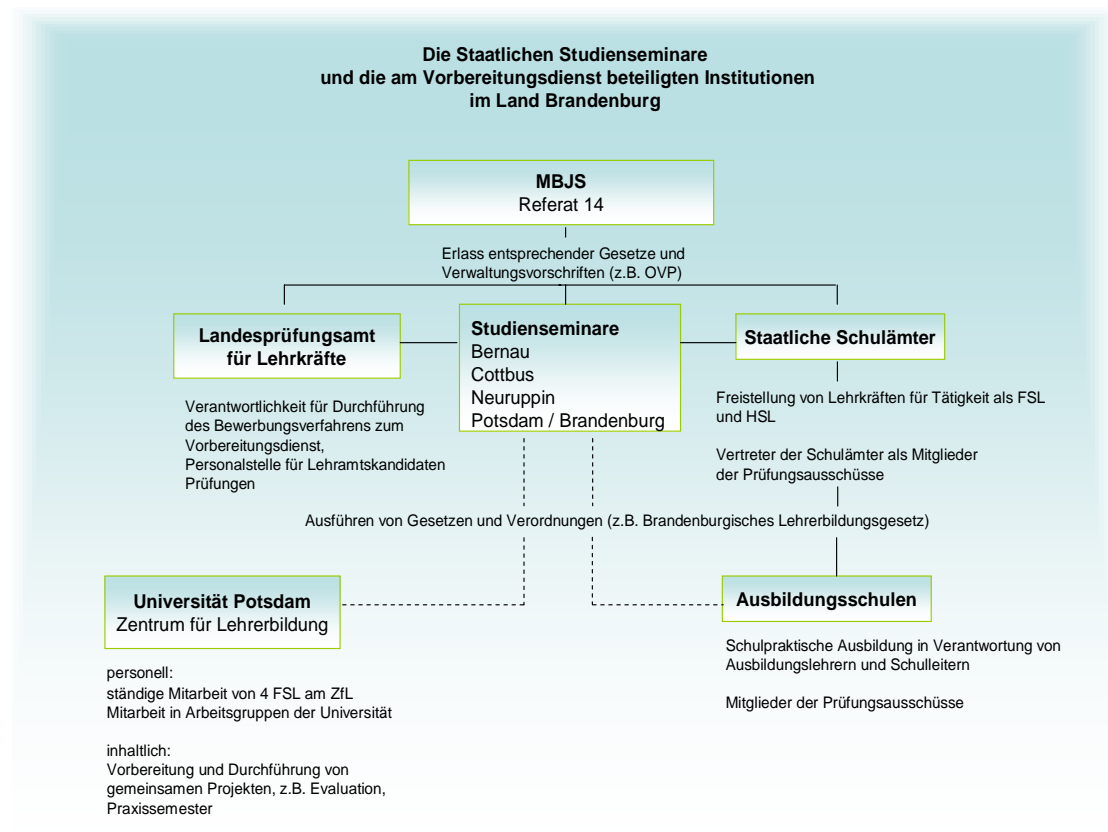 Die Staatlichen Studienseminare
und die am Vorbereitungsdienst beteiligten Institutionen
im Land Brandenburg
MBJS
Referat 14
Erlass entsprechender Gesetze und
Verwaltungsvorschriften (z.B. OVP)
Landesprüfungsamt
für Lehrkräfte
Studienseminare
Bernau
Cottbus
Neuruppin
Potsdam / Brandenburg
Staatliche Schulämter
Verantwortlichkeit für Durchführung
des Bewerbungsverfahrens zum
Vorbereitungsdienst,
Personalstelle für Lehramtskandidaten
Prüfungen
Freistellung von Lehrkräften für Tätigkeit als FSL
und HSL
Vertreter der Schulämter als Mitglieder
der Prüfungsausschüsse
Ausführen von Gesetzen und Verordnungen (z.B. Brandenburgisches Lehrerbildungsgesetz)
Universität Potsdam
Zentrum für Lehrerbildung
Ausbildungsschulen
personell:
ständige Mitarbeit von 4 FSL am ZfL
Mitarbeit in Arbeitsgruppen der Universität
inhaltlich:
Vorbereitung und Durchführung von
gemeinsamen Projekten, z.B. Evaluation,
Praxissemester
Schulpraktische Ausbildung in Verantwortung von
Ausbildungslehrern und Schulleitern
Mitglieder der Prüfungsausschüsse